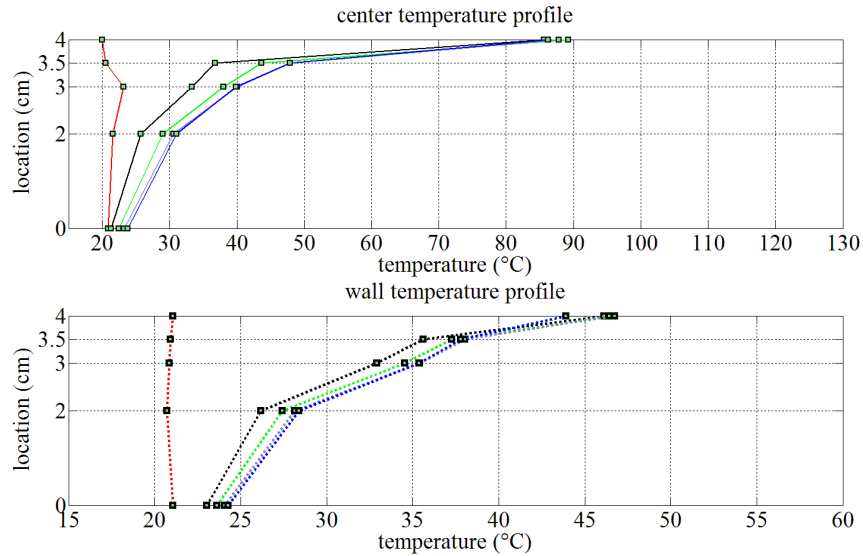 center temperature profile
4
3.5
3
2
0
location (cm)
20 30 40 50 60 70 80 90 100 110 120 130
temperature (°C)
wall temperature profile
4
3.5
3
2
0
location (cm)
15 20 25 30 35 40 45 50 55 60
temperature (°C)